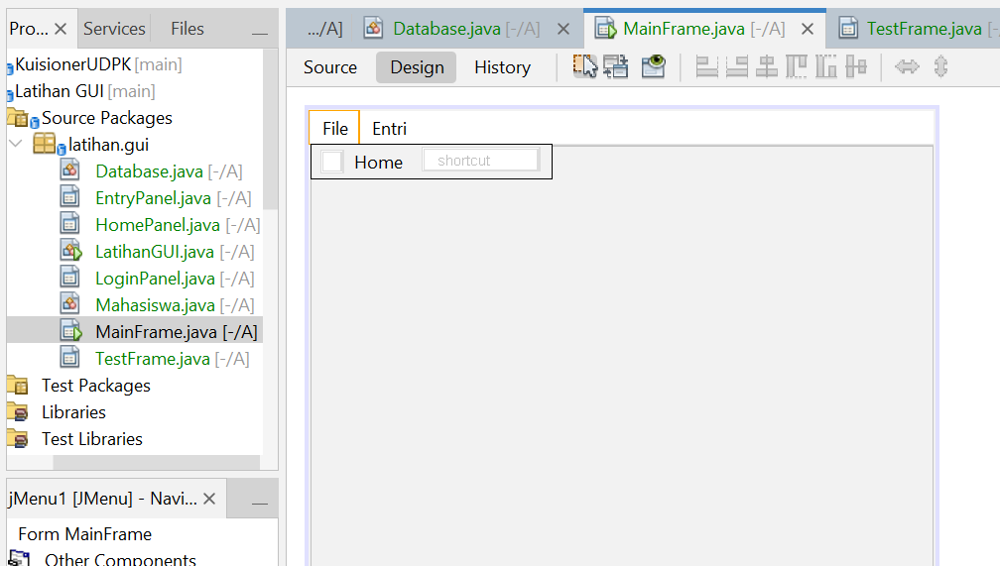 Pro...
Services
Files
.../A]
Database.java [-/A]
MainFrame.java [-/A]
TestFrame.java [-/
Source
Design
History
KuisionerUDPK [main]
Latihan GUI [main]
Source Packages
latihan.gui
Database.java [-/A]
EntryPanel.java [-/A]
HomePanel.java [-/A]
LatihanGUI.java [-/A]
LoginPanel.java [-/A]
Mahasiswa.java [-/A]
MainFrame.java [-/A]
TestFrame.java [-/A]
Test Packages
Libraries
Test Libraries
File
Entri
Home
shortcut
jMenu1 [JMenu] - Navi...
Form MainFrame
Other Components